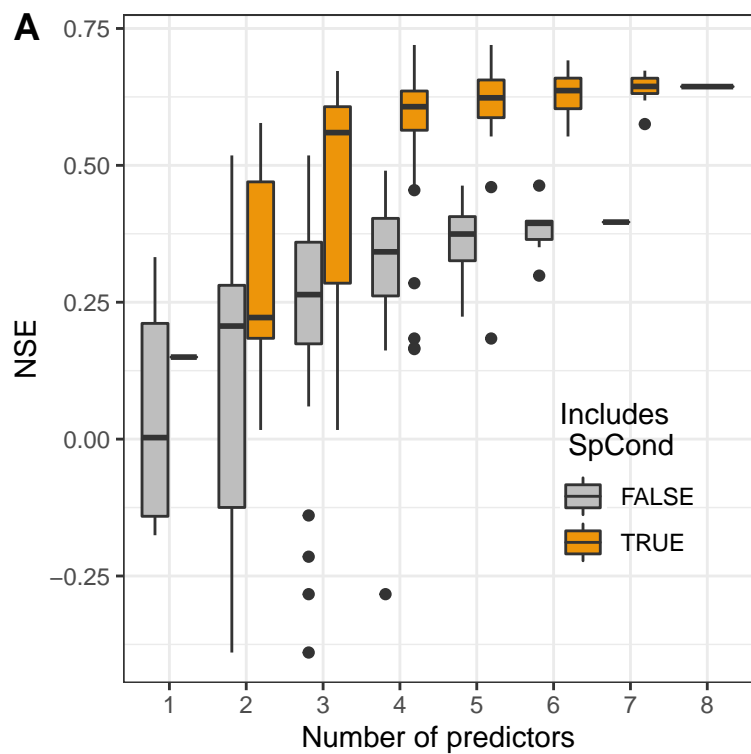 A
0.75
0.50
0.25
0.00
−0.25
NSE
Includes
SpCond
FALSE
TRUE
1 2 3 4 5 6 7 8
Number of predictors